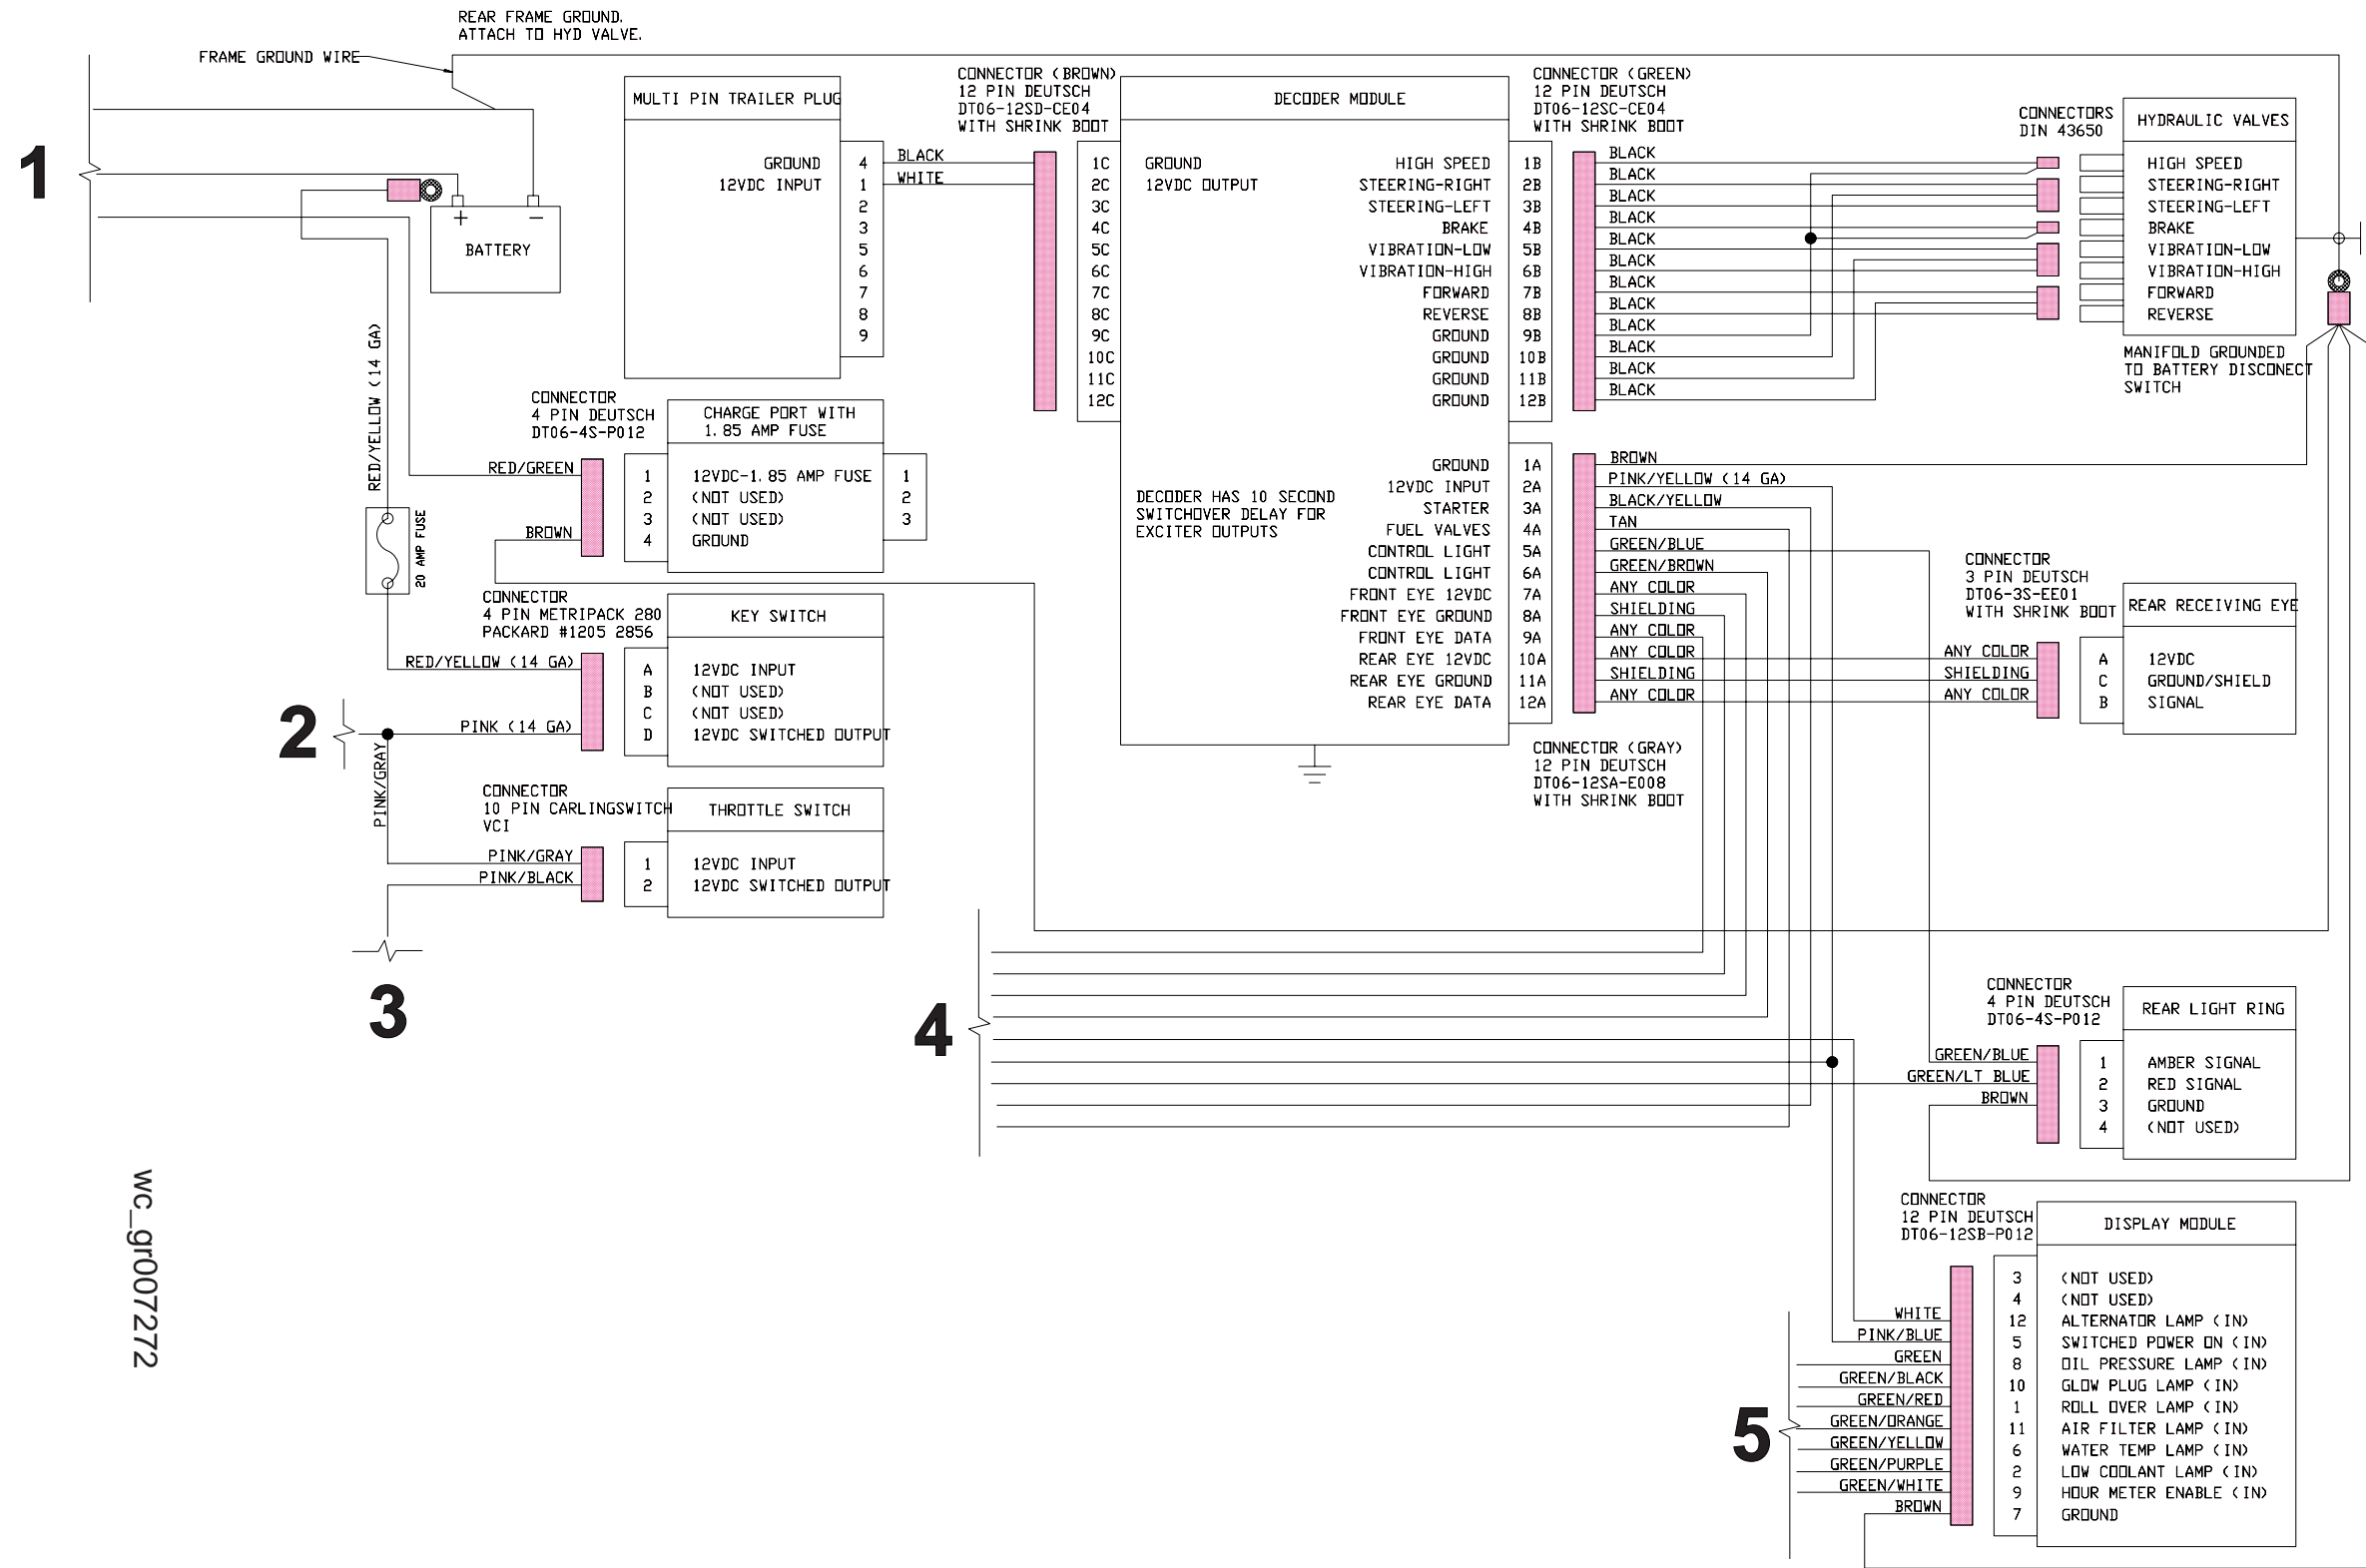 REAR FRAME GROUND.
ATTACH TO HYD VALVE.
FRAME GROUND WIRE
1
+
-
BATTERY
RED/YELLOW (14 GA)
20 AMP FUSE
MULTI PIN TRAILER PLUG
GROUND 4 BLACK
12VDC INPUT 1 WHITE
2
3
5
6
7
8
9
CONNECTOR (BROWN)
12 PIN DEUTSCH
DT06-12SD-CE04
WITH SHRINK BOOT
DECODER MODULE
1C GROUND
2C 12VDC OUTPUT
3C
4C
5C
6C
7C
8C
9C
10C
11C
12C
DECODER HAS 10 SECOND
SWITCHOVER DELAY FOR
EXCITER OUTPUTS
CONNECTOR (GREEN)
12 PIN DEUTSCH
DT06-12SC-CE04
WITH SHRINK BOOT
HIGH SPEED 1B BLACK
STEERING-RIGHT 2B BLACK
STEERING-LEFT 3B BLACK
BRAKE 4B BLACK
VIBRATION-LOW 5B BLACK
VIBRATION-HIGH 6B BLACK
FORWARD 7B BLACK
REVERSE 8B BLACK
GROUND 9B BLACK
GROUND 10B BLACK
GROUND 11B BLACK
GROUND 12B BLACK
CONNECTORS
DIN 43650
HYDRAULIC VALVES
HIGH SPEED
STEERING-RIGHT
STEERING-LEFT
BRAKE
VIBRATION-LOW
VIBRATION-HIGH
FORWARD
REVERSE
MANIFOLD GROUNDED
TO BATTERY DISCONECT
SWITCH
CONNECTOR
4 PIN DEUTSCH
DT06-4S-P012
CHARGE PORT WITH
1.85 AMP FUSE
RED/GREEN 1 12VDC-1.85 AMP FUSE 1
2 (NOT USED) 2
3 (NOT USED) 3
BROWN 4 GROUND
GROUND 1A BROWN
12VDC INPUT 2A PINK/YELLOW (14 GA)
STARTER 3A BLACK/YELLOW
FUEL VALVES 4A TAN
CONTROL LIGHT 5A GREEN/BLUE
CONTROL LIGHT 6A GREEN/BROWN
FRONT EYE 12VDC 7A ANY COLOR
FRONT EYE GROUND 8A SHIELDING
FRONT EYE DATA 9A ANY COLOR
REAR EYE 12VDC 10A ANY COLOR
REAR EYE GROUND 11A SHIELDING
REAR EYE DATA 12A ANY COLOR
CONNECTOR (GRAY)
12 PIN DEUTSCH
DT06-12SA-E008
WITH SHRINK BOOT
CONNECTOR
3 PIN DEUTSCH
DT06-3S-EE01
WITH SHRINK BOOT
REAR RECEIVING EYE
ANY COLOR A 12VDC
SHIELDING C GROUND/SHIELD
ANY COLOR B SIGNAL
CONNECTOR
4 PIN METRIPACK 280
PACKARD #1205 2856
KEY SWITCH
RED/YELLOW (14 GA) A 12VDC INPUT
B (NOT USED)
C (NOT USED)
PINK (14 GA) D 12VDC SWITCHED OUTPUT
2
PINK/GRAY
CONNECTOR
10 PIN CARLINGSWITCH
VCI
THROTTLE SWITCH
PINK/GRAY 1 12VDC INPUT
PINK/BLACK 2 12VDC SWITCHED OUTPUT
3
4
CONNECTOR
4 PIN DEUTSCH
DT06-4S-P012
REAR LIGHT RING
GREEN/BLUE 1 AMBER SIGNAL
GREEN/LT BLUE 2 RED SIGNAL
BROWN 3 GROUND
4 (NOT USED)
CONNECTOR
12 PIN DEUTSCH
DT06-12SB-P012
DISPLAY MODULE
3 (NOT USED)
4 (NOT USED)
WHITE 12 ALTERNATOR LAMP (IN)
PINK/BLUE 5 SWITCHED POWER ON (IN)
GREEN 8 OIL PRESSURE LAMP (IN)
GREEN/BLACK 10 GLOW PLUG LAMP (IN)
GREEN/RED 1 ROLL OVER LAMP (IN)
GREEN/ORANGE 11 AIR FILTER LAMP (IN)
GREEN/YELLOW 6 WATER TEMP LAMP (IN)
GREEN/PURPLE 2 LOW COOLANT LAMP (IN)
GREEN/WHITE 9 HOUR METER ENABLE (IN)
BROWN 7 GROUND
5
wc_gr007272